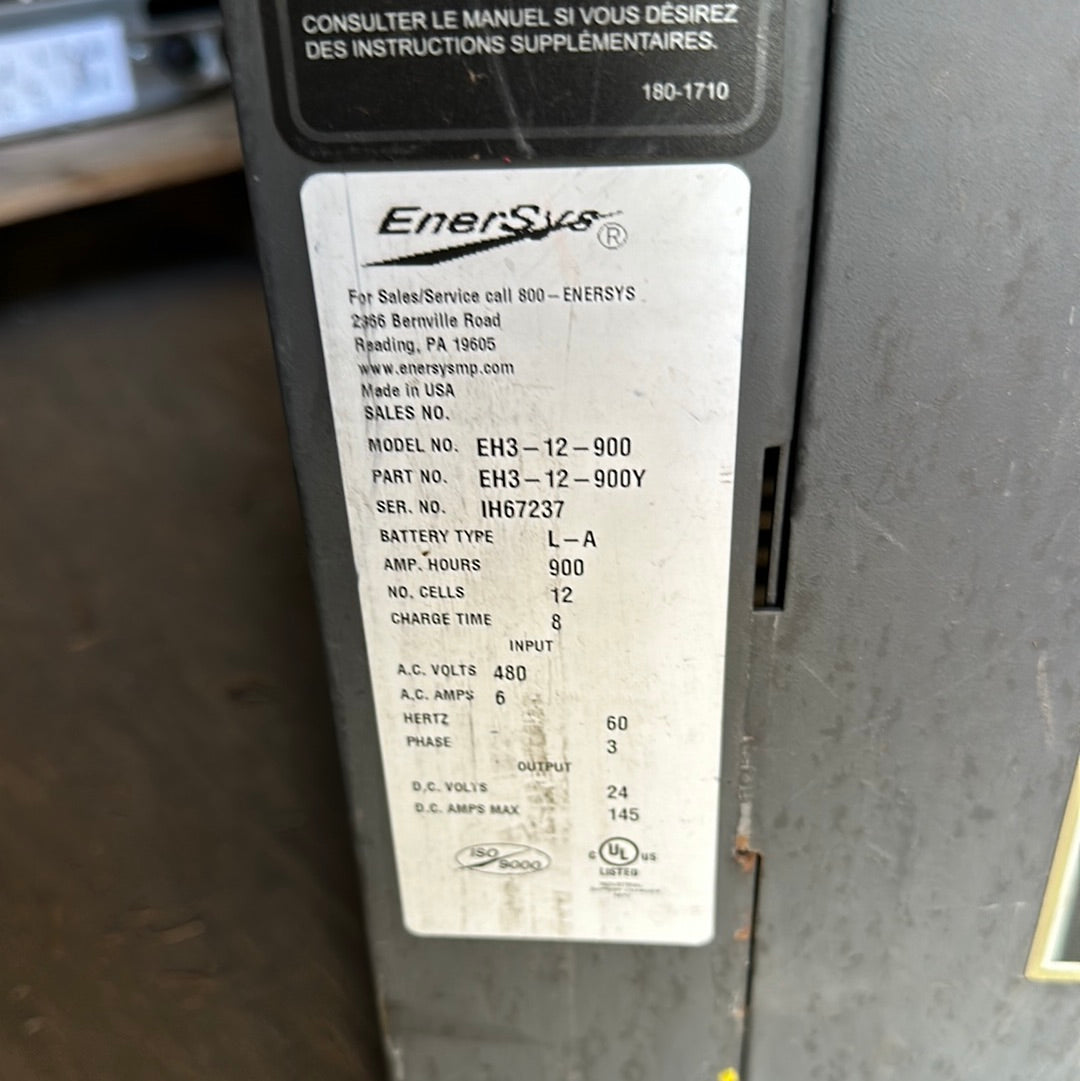 CONSULTER LE MANUEL SI VOUS DÉSIREZ
DES INSTRUCTIONS SUPPLÉMENTAIRES.
180-1710
EnerSys®
For Sales/Service call 800-ENERSYS
2366 Bernville Road
Reading, PA 19605
www.enersysmp.com
Made in USA
SALES NO.
MODEL NO. EH3-12-900
PART NO. EH3-12-900Y
SER. NO. IH67237
BATTERY TYPE L-A
AMP. HOURS 900
NO. CELLS 12
CHARGE TIME 8
INPUT
A.C. VOLTS 480
A.C. AMPS 6
HERTZ 60
PHASE 3
OUTPUT
D.C. VOLTS 24
D.C. AMPS MAX 145
ISO 9000
C UL US
LISTED